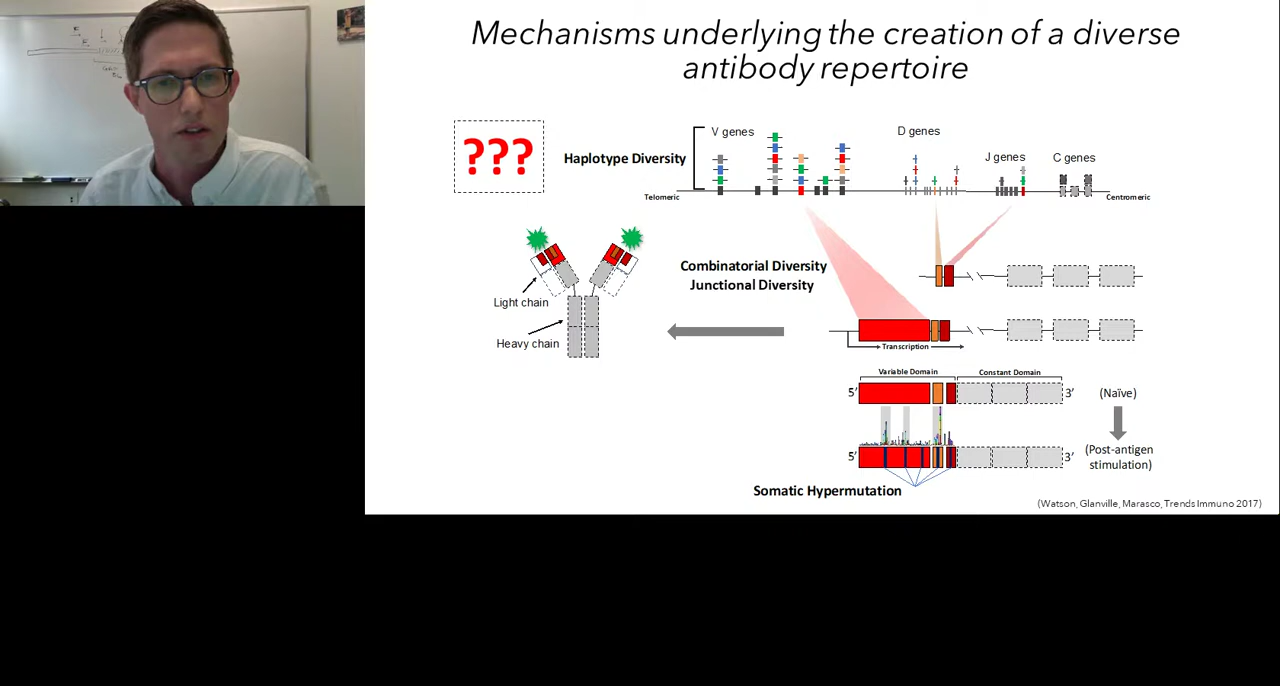 Mechanisms underlying the creation of a diverse
antibody repertoire
???
Haplotype Diversity
V genes
D genes
J genes
C genes
Telomeric
Centromeric
Combinatorial Diversity
Junctional Diversity
Light chain
Heavy chain
Transcription
Variable Domain
Constant Domain
5’
3’
(Naïve)
5’
3’
(Post-antigen
stimulation)
Somatic Hypermutation
(Watson, Glanville, Marasco, Trends Immuno 2017)